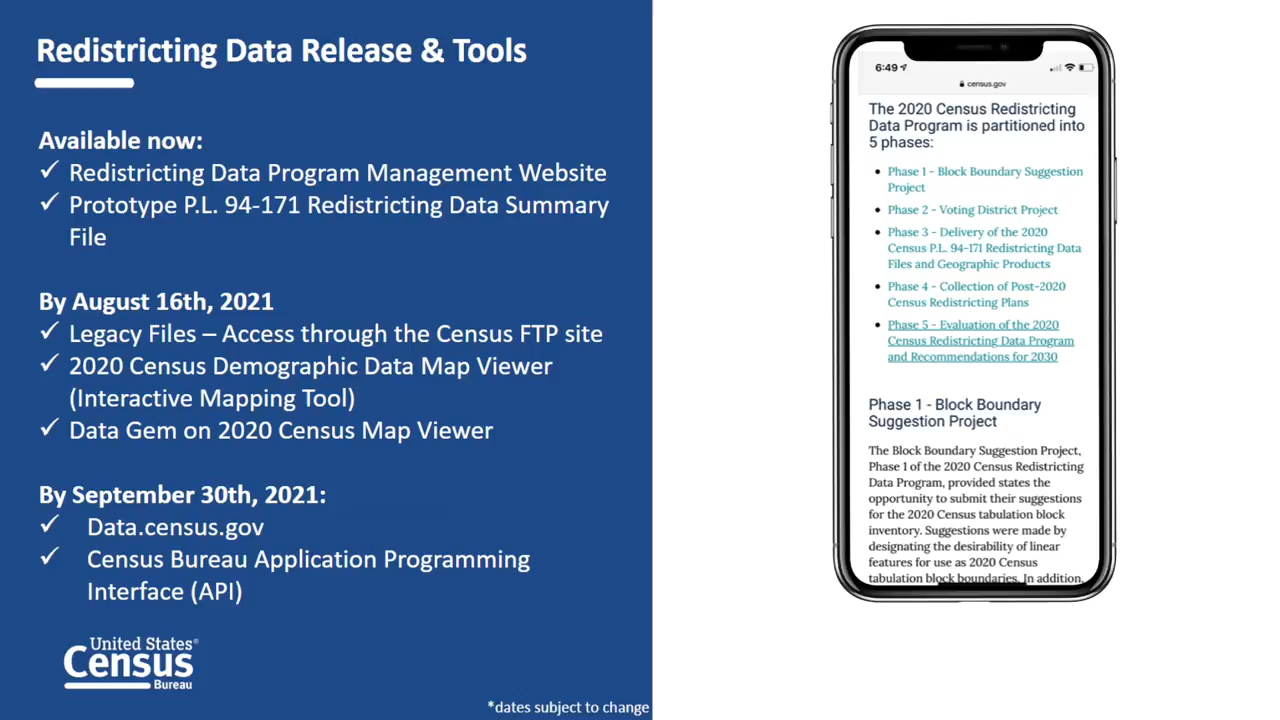 Redistricting Data Release & Tools
Available now:
✓ Redistricting Data Program Management Website
✓ Prototype P.L. 94-171 Redistricting Data Summary
File
By August 16th, 2021
✓ Legacy Files – Access through the Census FTP site
✓ 2020 Census Demographic Data Map Viewer
(Interactive Mapping Tool)
✓ Data Gem on 2020 Census Map Viewer
By September 30th, 2021:
✓ Data.census.gov
✓ Census Bureau Application Programming
Interface (API)
United States®
Census
Bureau
*dates subject to change
6:49
census.gov
The 2020 Census Redistricting
Data Program is partitioned into
5 phases:
• Phase 1 - Block Boundary Suggestion
Project
• Phase 2 - Voting District Project
• Phase 3 - Delivery of the 2020
Census P.L. 94-171 Redistricting Data
Files and Geographic Products
• Phase 4 - Collection of Post-2020
Census Redistricting Plans
• Phase 5 - Evaluation of the 2020
Census Redistricting Data Program
and Recommendations for 2030
Phase 1 - Block Boundary
Suggestion Project
The Block Boundary Suggestion Project,
Phase 1 of the 2020 Census Redistricting
Data Program, provided states the
opportunity to submit their suggestions
for the 2020 Census tabulation block
inventory. Suggestions were made by
designating the desirability of linear
features for use as 2020 Census
tabulation block boundaries. In addition,